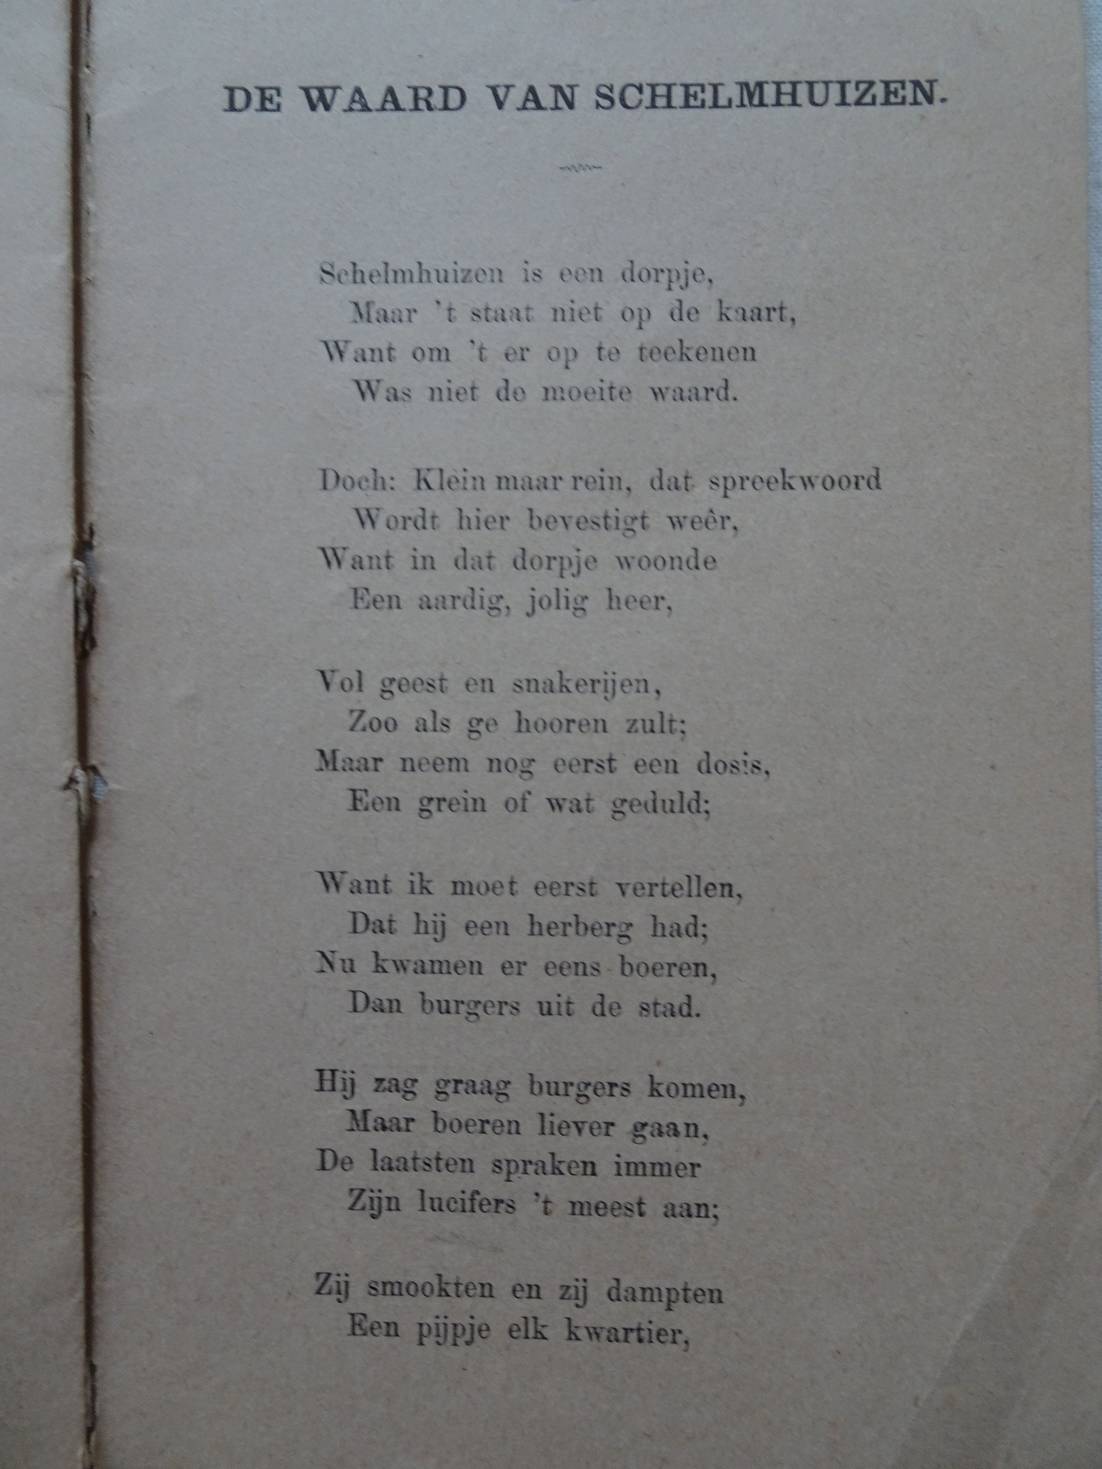 DE WAARD VAN SCHELMHUIZEN.
Schelmhuizen is een dorpje,
Maar 't staat niet op de kaart,
Want om 't er op te teekenen
Was niet de moeite waard.
Doch: Klein maar rein, dat spreekwoord
Wordt hier bevestigt weêr,
Want in dat dorpje woonde
Een aardig, jolig heer,
Vol geest en snakerijen,
Zoo als ge hooren zult;
Maar neem nog eerst een dosis,
Een grein of wat geduld;
Want ik moet eerst vertellen,
Dat hij een herberg had;
Nu kwamen er eens boeren,
Dan burgers uit de stad.
Hij zag graag burgers komen,
Maar boeren liever gaan,
De laatsten spraken immer
Zijn lucifers 't meest aan;
Zij smookten en zij dampten
Een pijpje elk kwartier,